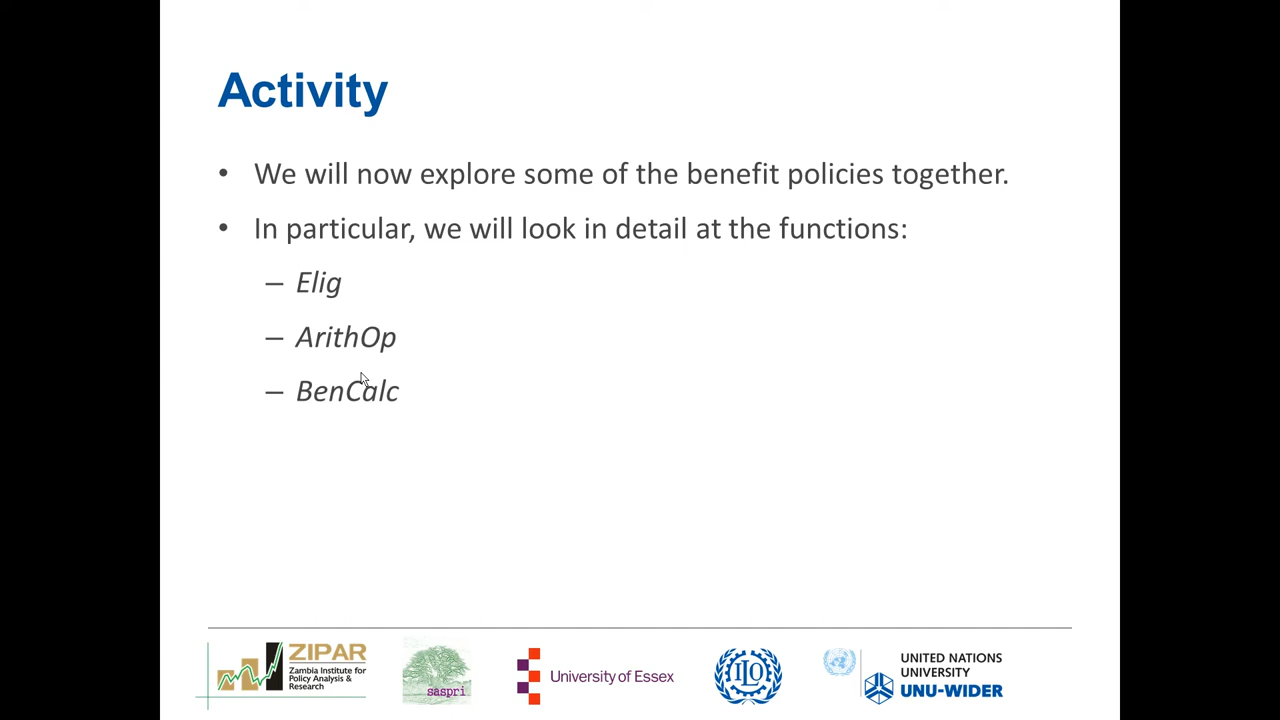 Activity
• We will now explore some of the benefit policies together.
• In particular, we will look in detail at the functions:
– Elig
– ArithOp
– BenCalc
ZIPAR
Zambia Institute for
Policy Analysis &
Research
saspri
University of Essex
ILO
UNITED NATIONS
UNIVERSITY
UNU-WIDER